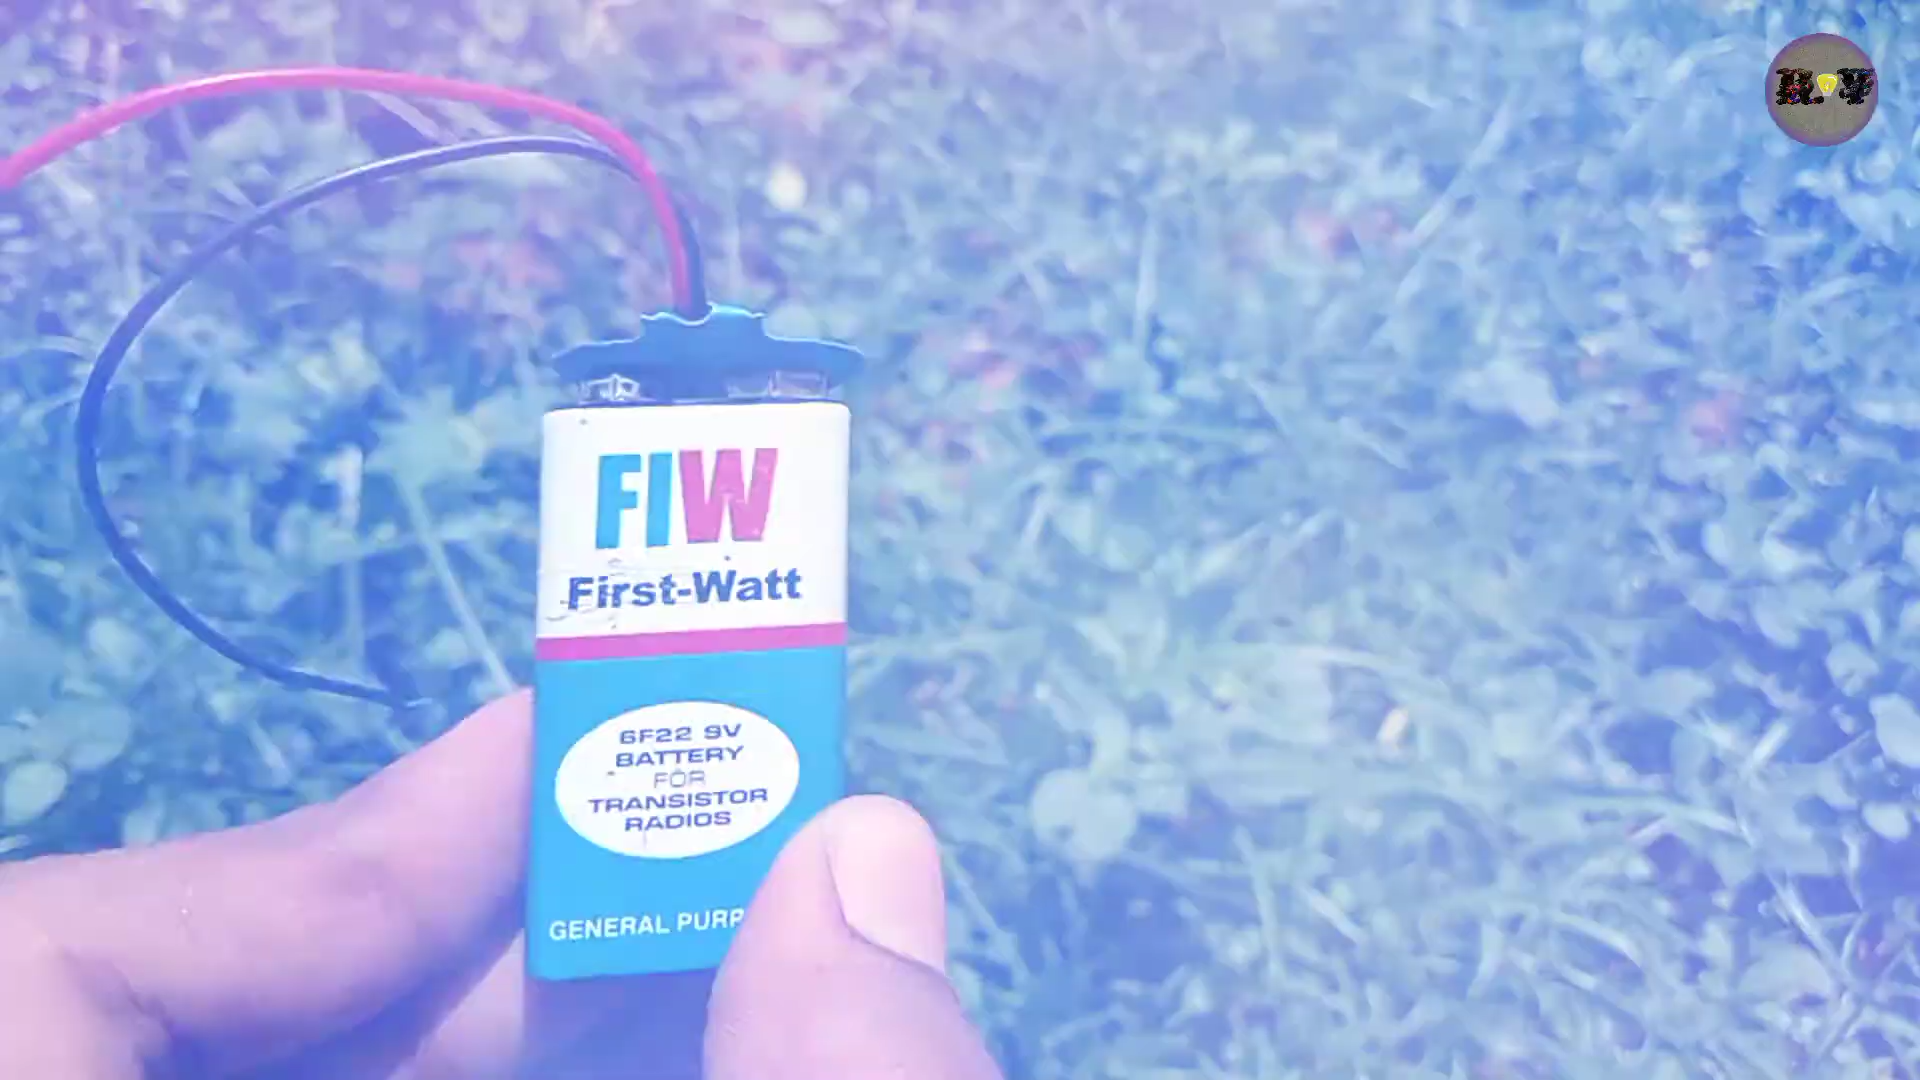 FIW
First-Watt
6F22 9V
BATTERY
FOR
TRANSISTOR
RADIOS
GENERAL PURP